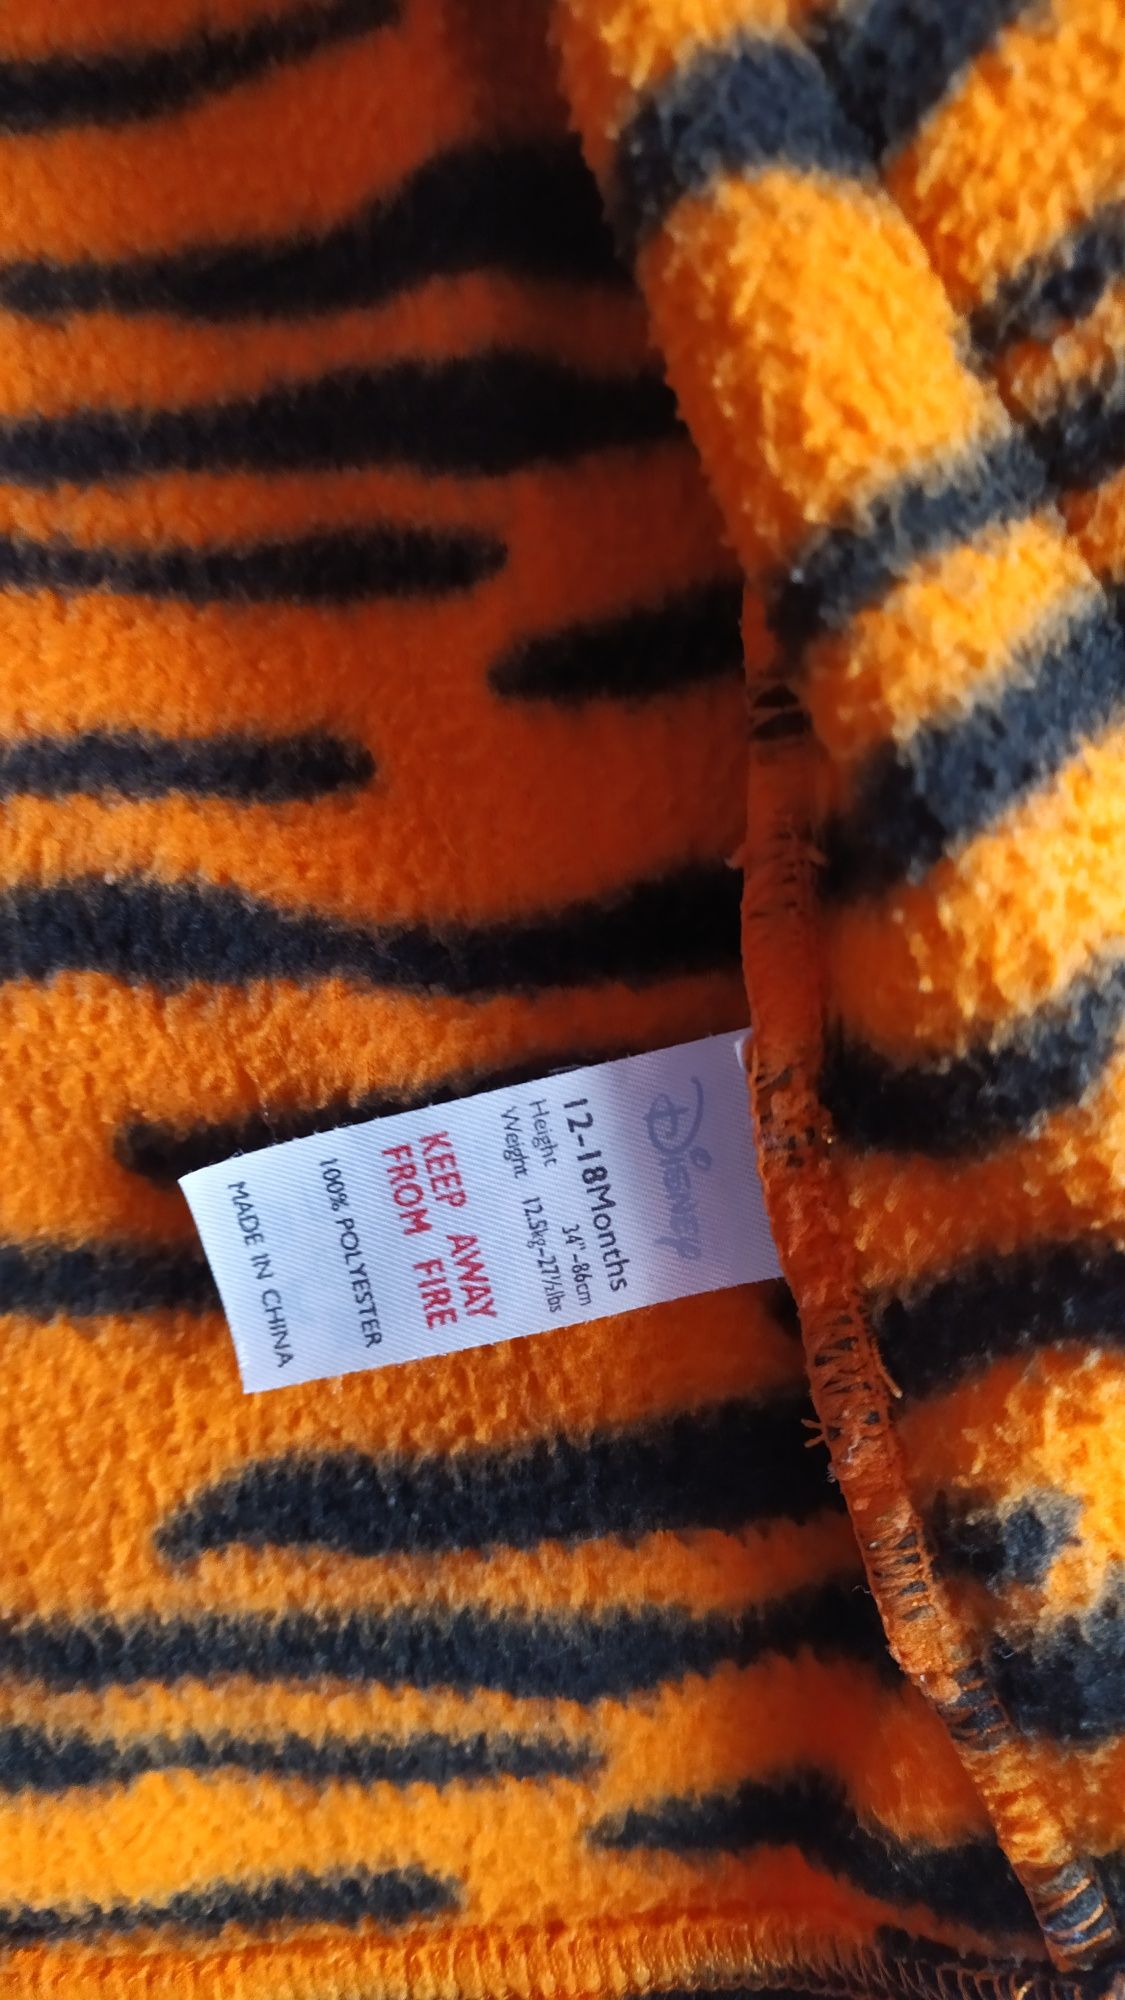 Disney
12-18Months
Height 34"-86cm
Weight 12.5kg-27½lbs
KEEP AWAY
FROM FIRE
100% POLYESTER
MADE IN CHINA